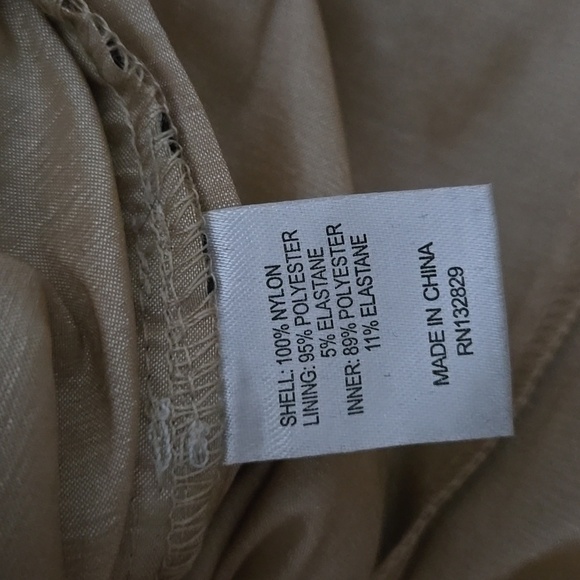 SHELL: 100% NYLON
LINING: 95% POLYESTER
5% ELASTANE
INNER: 89% POLYESTER
11% ELASTANE
MADE IN CHINA
RN132829